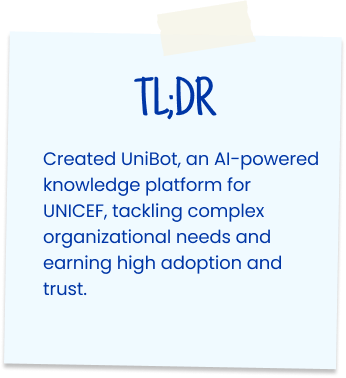 TL;DR
Created UniBot, an AI-powered
knowledge platform for
UNICEF, tackling complex
organizational needs and
earning high adoption and
trust.